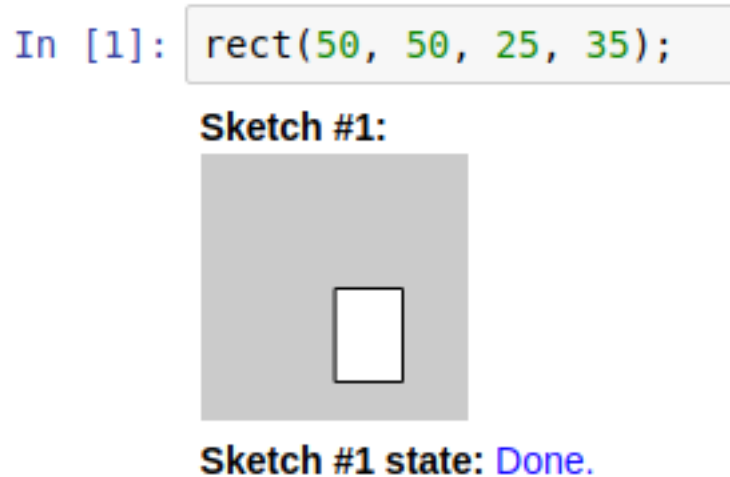 In [1]: rect(50, 50, 25, 35);
Sketch #1:
Sketch #1 state: Done.